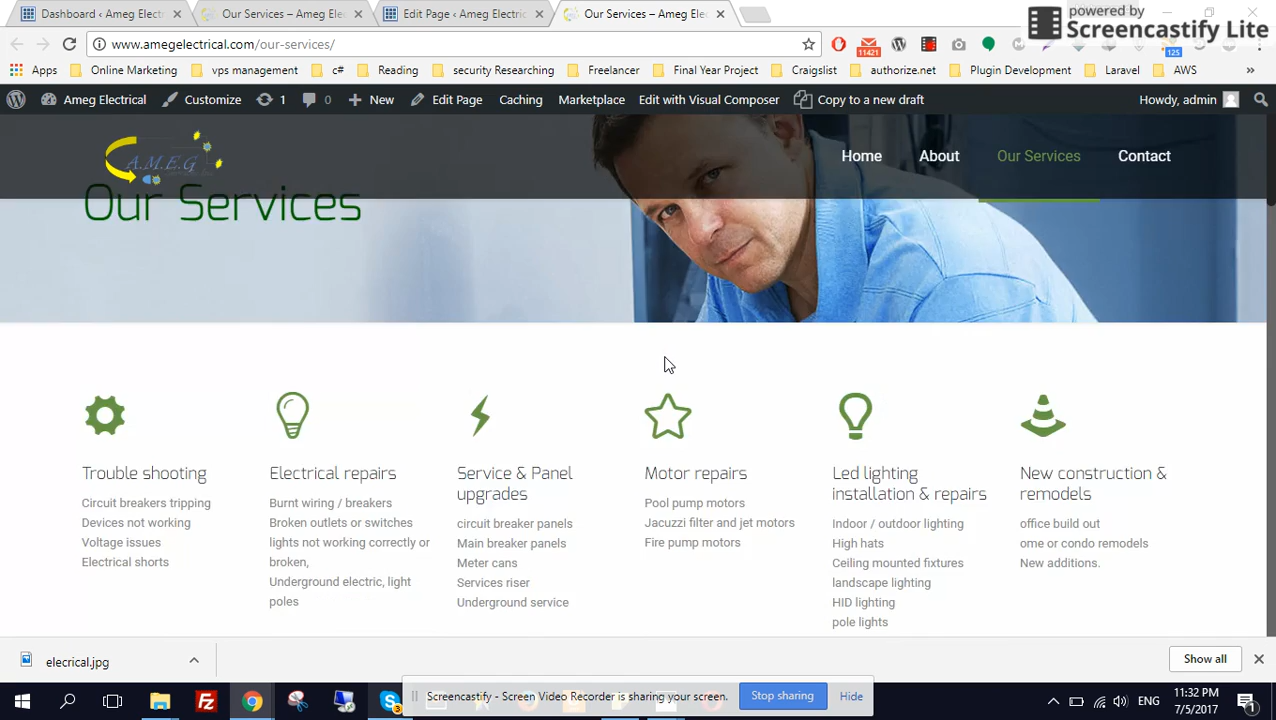 powered by
Screencastify Lite
Dashboard ‹ Ameg Elect
Our Services – Ameg Ele
Edit Page ‹ Ameg Electric
Our Services – Ameg Ele
www.amegelectrical.com/our-services/
11421
125
Apps
Online Marketing
vps management
c#
Reading
security Researching
Freelancer
Final Year Project
Craigslist
authorize.net
Plugin Development
Laravel
AWS
Ameg Electrical
Customize
1
0
New
Edit Page
Caching
Marketplace
Edit with Visual Composer
Copy to a new draft
Howdy, admin
A.M.E.G
Home
About
Our Services
Contact
Our Services
Trouble shooting
Circuit breakers tripping
Devices not working
Voltage issues
Electrical shorts
Electrical repairs
Burnt wiring / breakers
Broken outlets or switches
lights not working correctly or
broken,
Underground electric, light
poles
Service & Panel
upgrades
circuit breaker panels
Main breaker panels
Meter cans
Services riser
Underground service
Motor repairs
Pool pump motors
Jacuzzi filter and jet motors
Fire pump motors
Led lighting
installation & repairs
Indoor / outdoor lighting
High hats
Ceiling mounted fixtures
landscape lighting
HID lighting
pole lights
New construction &
remodels
office build out
ome or condo remodels
New additions.
elecrical.jpg
Show all
Screencastify - Screen Video Recorder is sharing your screen.
Stop sharing
Hide
3
ENG
11:32 PM
7/5/2017
1